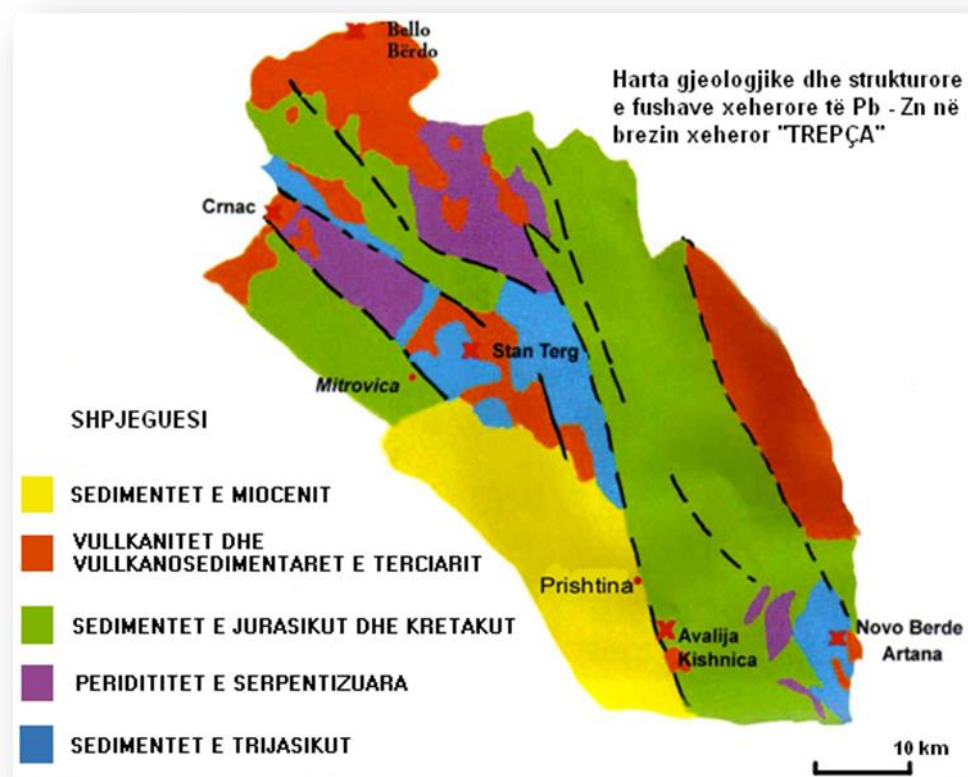 Bello
Bërdo
Harta gjeologjike dhe strukturore
e fushave xeherore të Pb - Zn në
brezin xeheror "TREPÇA"
Crnac
Stan Terg
Mitrovica
SHPJEGUESI
SEDIMENTET E MIOCENIT
VULLKANITET DHE
VULLKANOSEDIMENTARET E TERCIARIT
Prishtina
SEDIMENTET E JURASIKUT DHE KRETAKUT
Avalija
Kishnica
Novo Berde
Artana
PERIDITITET E SERPENTIZUARA
SEDIMENTET E TRIJASIKUT
10 km